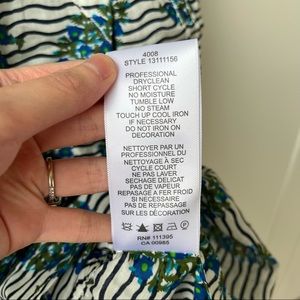 4008
STYLE 13111156
PROFESSIONAL
DRYCLEAN
SHORT CYCLE
NO MOISTURE
TUMBLE LOW
NO STEAM
TOUCH UP COOL IRON
IF NECESSARY
DO NOT IRON ON
DECORATION
NETTOYER PAR UN
PROFESSIONNEL DU
NETTOYAGE À SEC
CYCLE COURT
NE PAS LAVER
SECHAGE DELICAT
PAS DE VAPEUR
REPASAGE A FER FROID
SI NECESSAIRE
PAS DE REPASSAGE
SUR LES DÉCORATION
RN# 111395
CA 00985